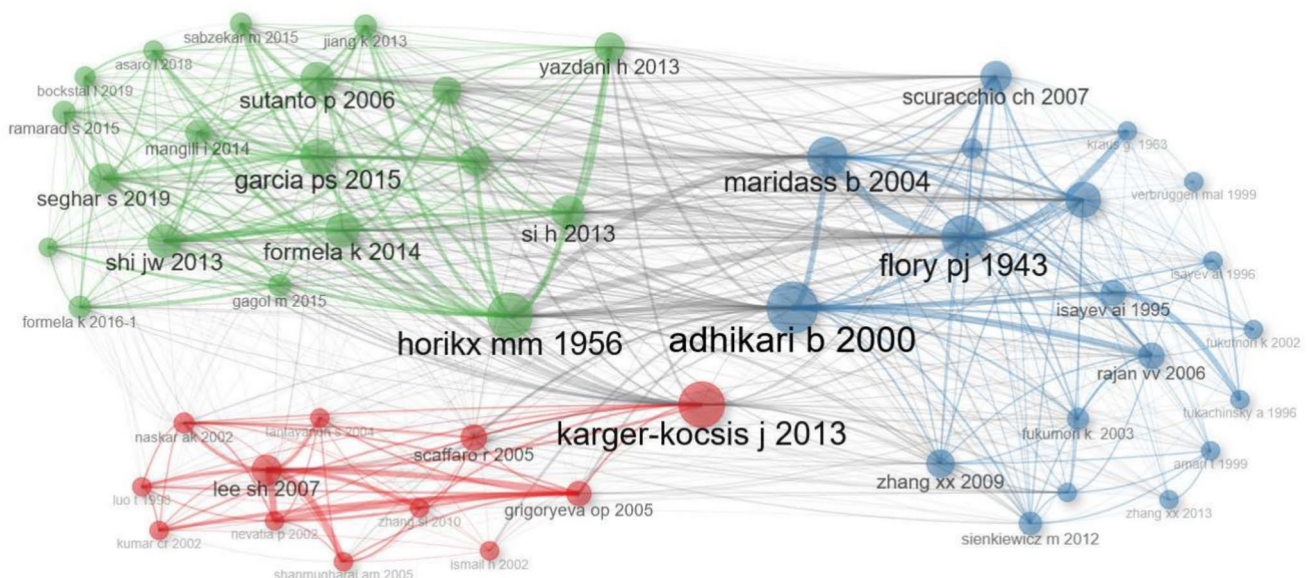 sabzekar m 2015
jiang k 2013
asaro l 2018
yazdani h 2013
bockstal l 2019
sutanto p 2006
scuracchio ch 2007
ramarad s 2015
mangili i 2014
kraus g. 1963
garcia ps 2015
maridass b 2004
seghar s 2019
verbruggen mal 1999
si h 2013
formela k 2014
shi jw 2013
flory pj 1943
isayev ai 1996
gagol m 2015
isayev ai 1995
formela k 2016-1
horikx mm 1956
adhikari b 2000
fukumori k 2002
rajan vv 2006
tukachinsky a 1996
karger-kocsis j 2013
naskar ak 2002
scaffaro r 2005
fukumori k. 2003
amari t 1999
lee sh 2007
zhang xx 2009
luo t 1998
grigoryeva op 2005
zhang sl 2010
zhang xx 2013
nevatia p 2002
kumar cr 2002
sienkiewicz m 2012
ismail h 2002
shanmugharaj am 2005